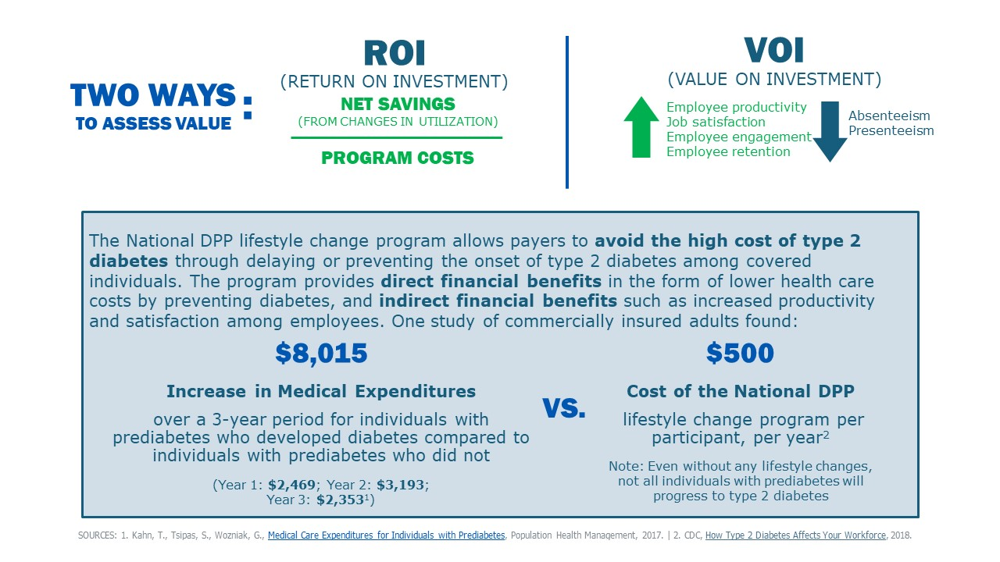 TWO WAYS
TO ASSESS VALUE
:
ROI
(RETURN ON INVESTMENT)
NET SAVINGS
(FROM CHANGES IN UTILIZATION)
PROGRAM COSTS
VOI
(VALUE ON INVESTMENT)
Employee productivity
Job satisfaction
Employee engagement
Employee retention
Absenteeism
Presenteeism
The National DPP lifestyle change program allows payers to avoid the high cost of type 2
diabetes through delaying or preventing the onset of type 2 diabetes among covered
individuals. The program provides direct financial benefits in the form of lower health care
costs by preventing diabetes, and indirect financial benefits such as increased productivity
and satisfaction among employees. One study of commercially insured adults found:
$8,015
Increase in Medical Expenditures
over a 3-year period for individuals with
prediabetes who developed diabetes compared to
individuals with prediabetes who did not
(Year 1: $2,469; Year 2: $3,193;
Year 3: $2,353¹)
VS.
$500
Cost of the National DPP
lifestyle change program per
participant, per year²
Note: Even without any lifestyle changes,
not all individuals with prediabetes will
progress to type 2 diabetes
SOURCES: 1. Kahn, T., Tsipas, S., Wozniak, G., Medical Care Expenditures for Individuals with Prediabetes, Population Health Management, 2017. | 2. CDC, How Type 2 Diabetes Affects Your Workforce, 2018.